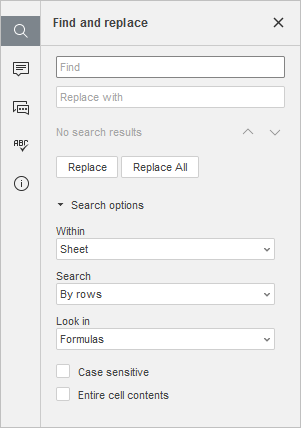 Find and replace
Find
Replace with
No search results
Replace Replace All
Search options
Within
Sheet
Search
By rows
Look in
Formulas
Case sensitive
Entire cell contents
ABC